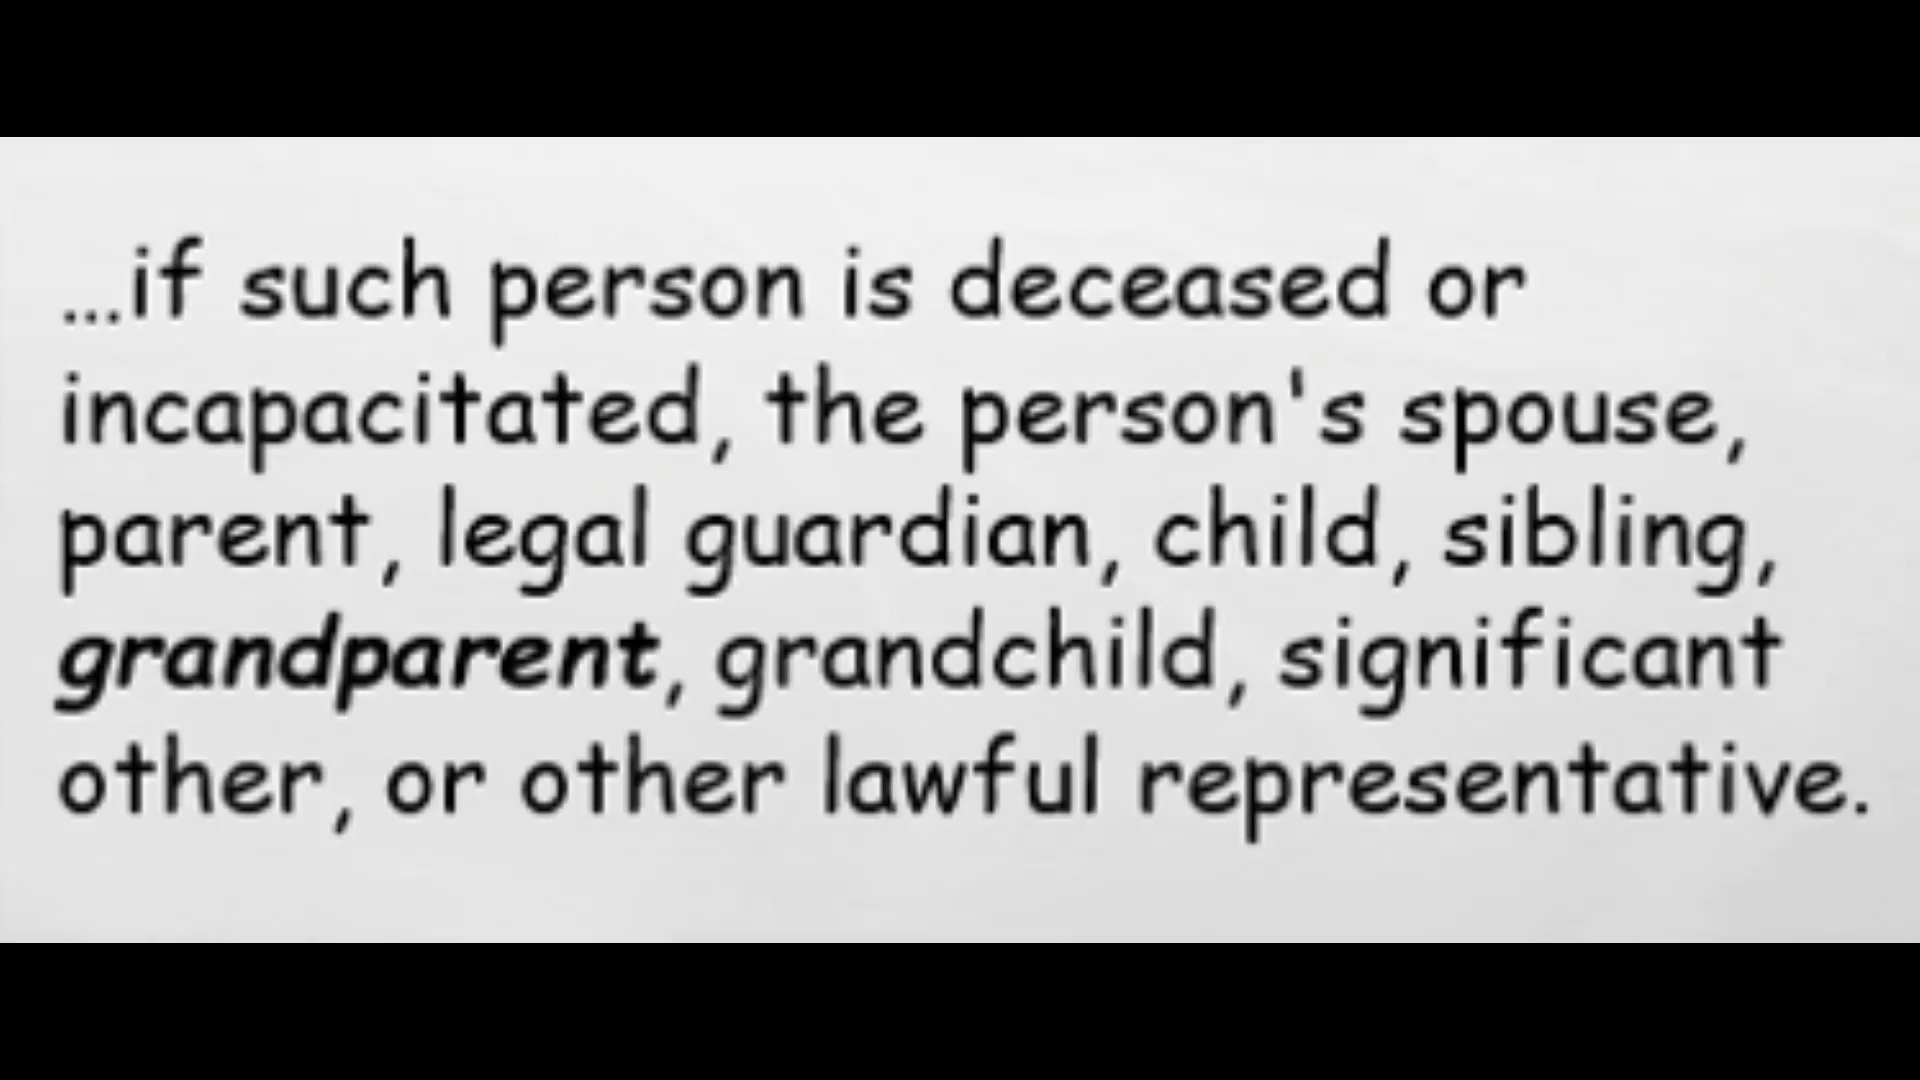 ...if such person is deceased or
incapacitated, the person's spouse,
parent, legal guardian, child, sibling,
grandparent, grandchild, significant
other, or other lawful representative.